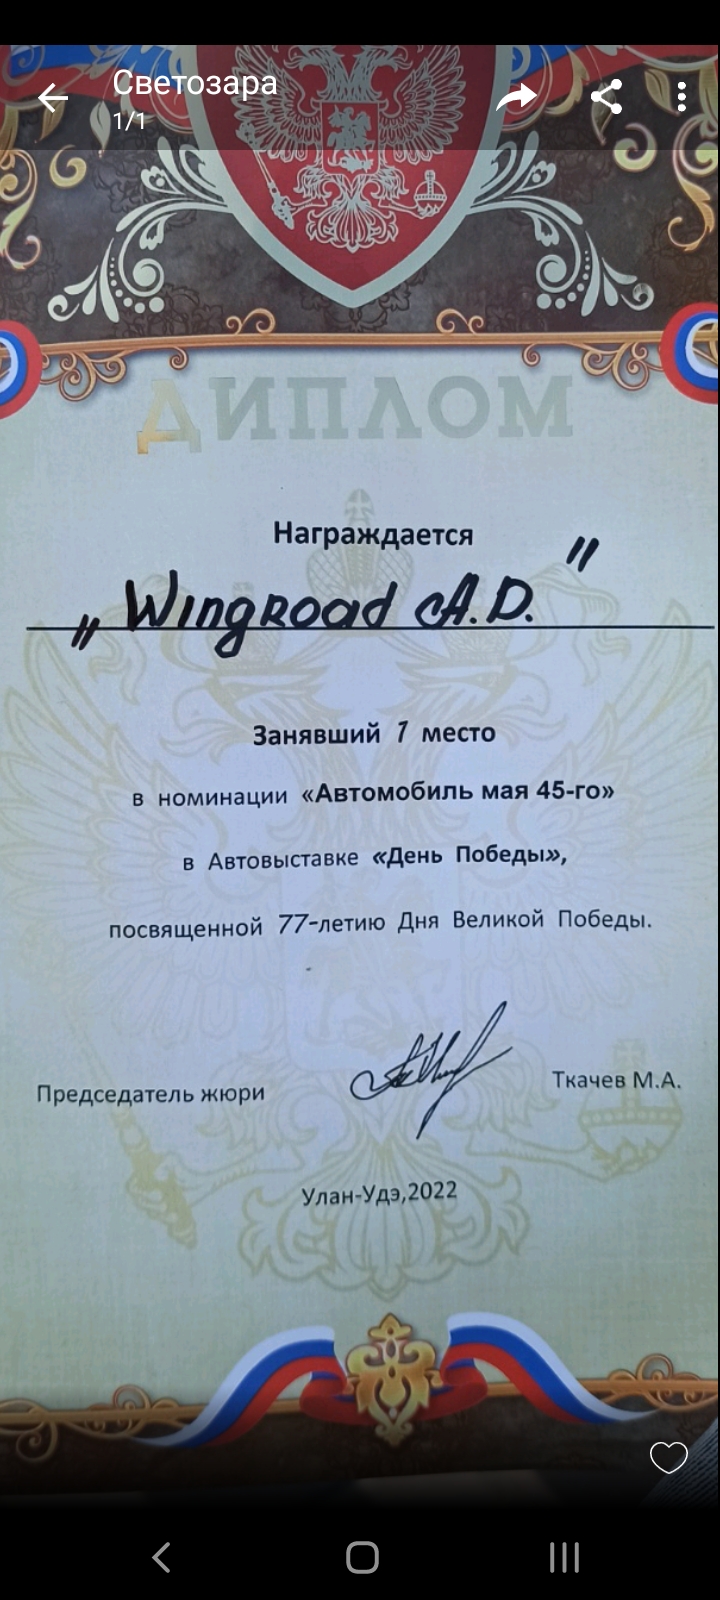 Светозара
1/1
ДИПЛОМ
Награждается
„Wingroad A.D."
Занявший 1 место
в номинации «Автомобиль мая 45-го»
в Автовыставке «День Победы»,
посвященной 77-летию Дня Великой Победы.
Председатель жюри Ткачев М.А.
Улан-Удэ,2022